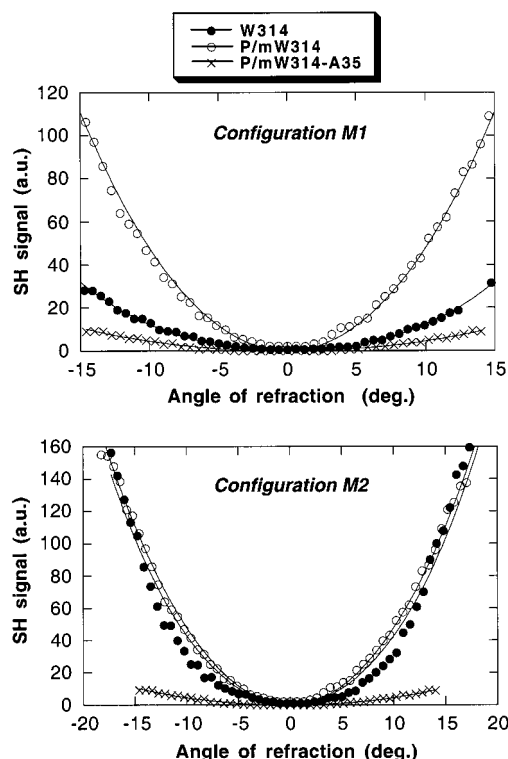 W314
P/mW314
P/mW314-A35
120
100
80
60
40
20
0
Configuration M1
SH signal (a.u.)
-15 -10 -5 0 5 10 15
Angle of refraction (deg.)
160
140
120
100
80
60
40
20
0
Configuration M2
SH signal (a.u.)
-20 -15 -10 -5 0 5 10 15 20
Angle of refraction (deg.)